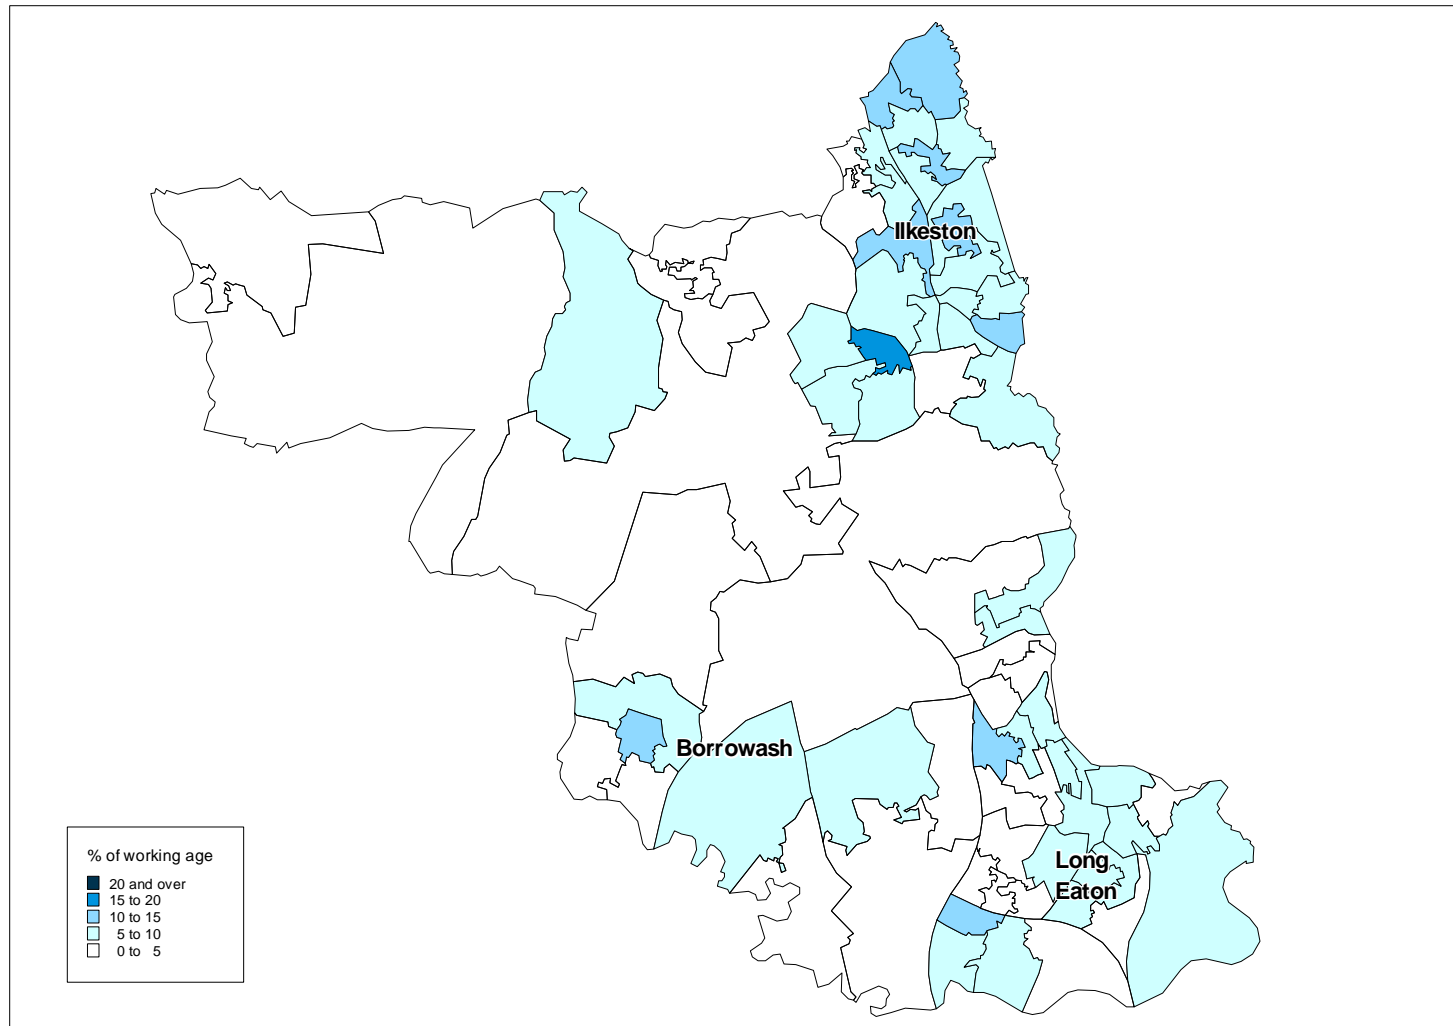 Ilkeston
Borrowash
Long
Eaton
% of working age
20 and over
15 to 20
10 to 15
5 to 10
0 to 5